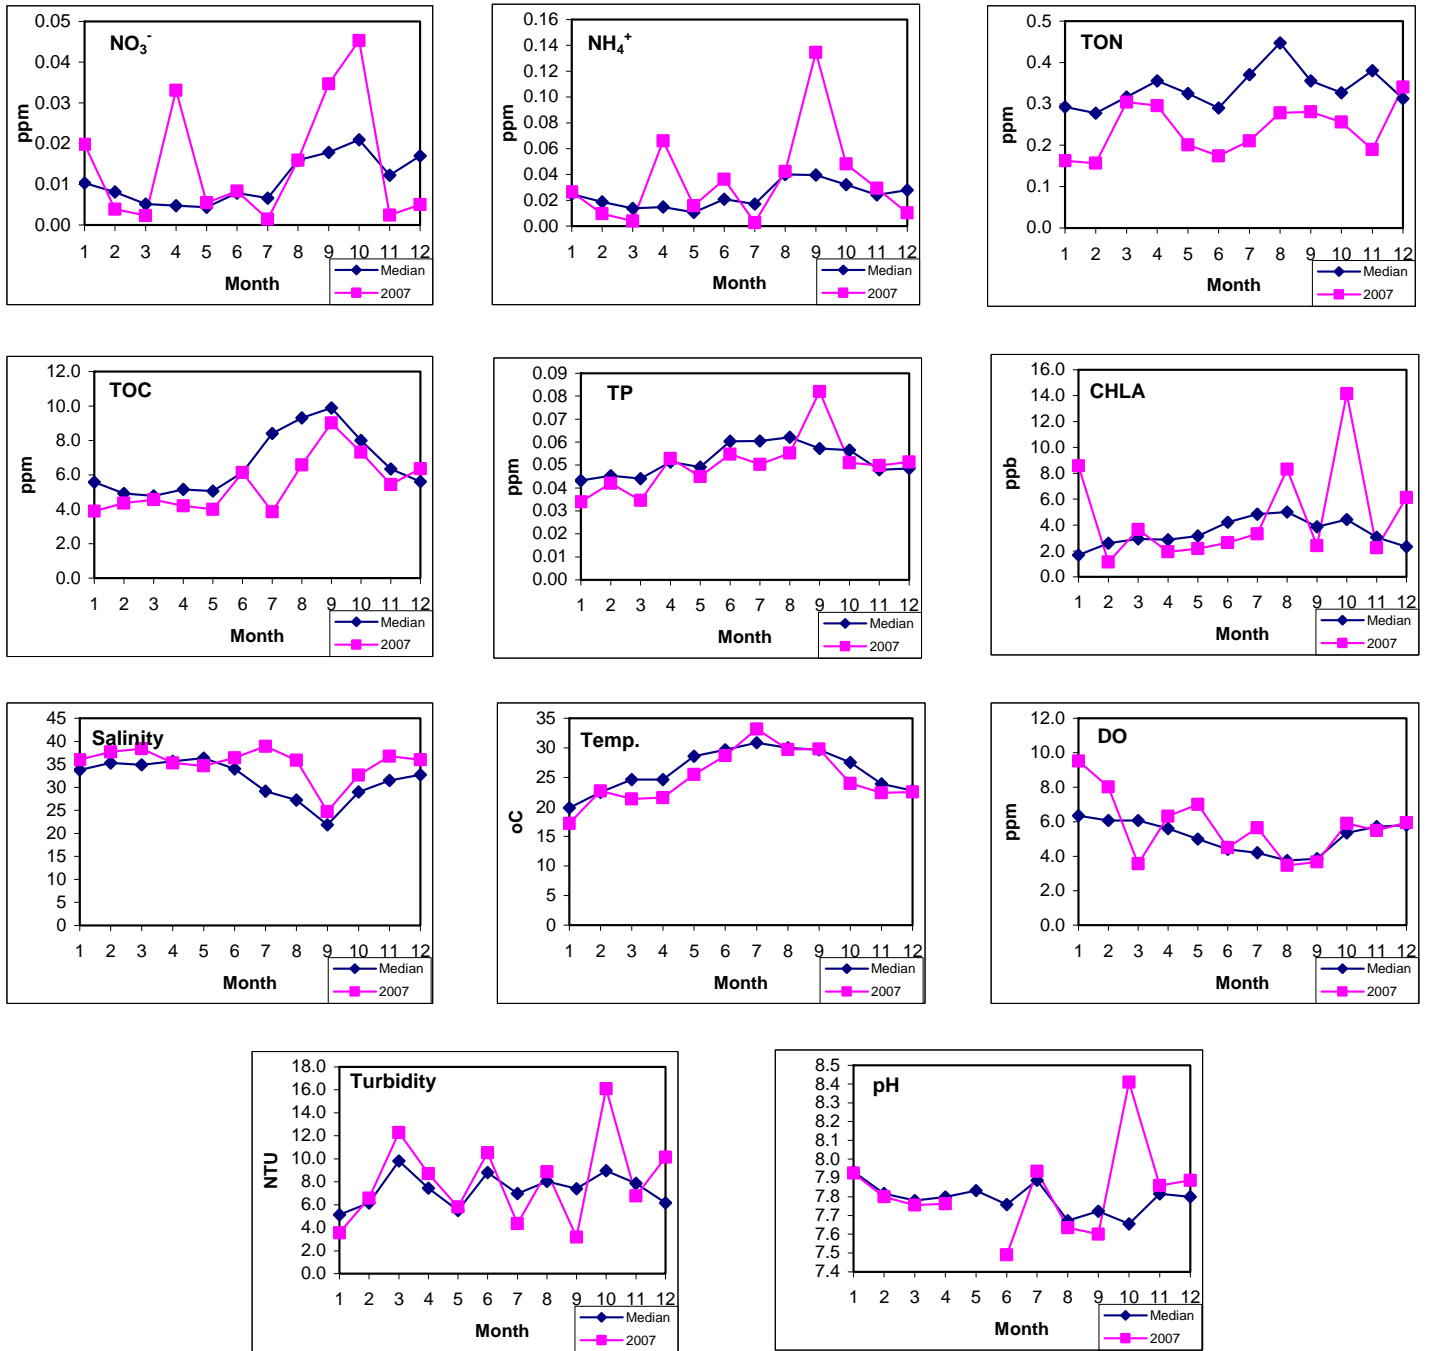 NO3-
ppm
0.05
0.04
0.03
0.02
0.01
0.00
1 2 3 4 5 6 7 8 9 10 11 12
Month
Median
2007
NH4+
ppm
0.16
0.14
0.12
0.10
0.08
0.06
0.04
0.02
0.00
1 2 3 4 5 6 7 8 9 10 11 12
Month
Median
2007
TON
ppm
0.5
0.4
0.3
0.2
0.1
0.0
1 2 3 4 5 6 7 8 9 10 11 12
Month
Median
2007
TOC
ppm
12.0
10.0
8.0
6.0
4.0
2.0
0.0
1 2 3 4 5 6 7 8 9 10 11 12
Month
Median
2007
TP
ppm
0.09
0.08
0.07
0.06
0.05
0.04
0.03
0.02
0.01
0.00
1 2 3 4 5 6 7 8 9 10 11 12
Month
Median
2007
CHLA
ppb
16.0
14.0
12.0
10.0
8.0
6.0
4.0
2.0
0.0
1 2 3 4 5 6 7 8 9 10 11 12
Month
Median
2007
Salinity
45
40
35
30
25
20
15
10
5
0
1 2 3 4 5 6 7 8 9 10 11 12
Month
Median
2007
Temp.
oC
35
30
25
20
15
10
5
0
1 2 3 4 5 6 7 8 9 10 11 12
Month
Median
2007
DO
ppm
12.0
10.0
8.0
6.0
4.0
2.0
0.0
1 2 3 4 5 6 7 8 9 10 11 12
Month
Median
2007
Turbidity
NTU
18.0
16.0
14.0
12.0
10.0
8.0
6.0
4.0
2.0
0.0
1 2 3 4 5 6 7 8 9 10 11 12
Month
Median
2007
pH
8.5
8.4
8.3
8.2
8.1
8.0
7.9
7.8
7.7
7.6
7.5
7.4
1 2 3 4 5 6 7 8 9 10 11 12
Month
Median
2007